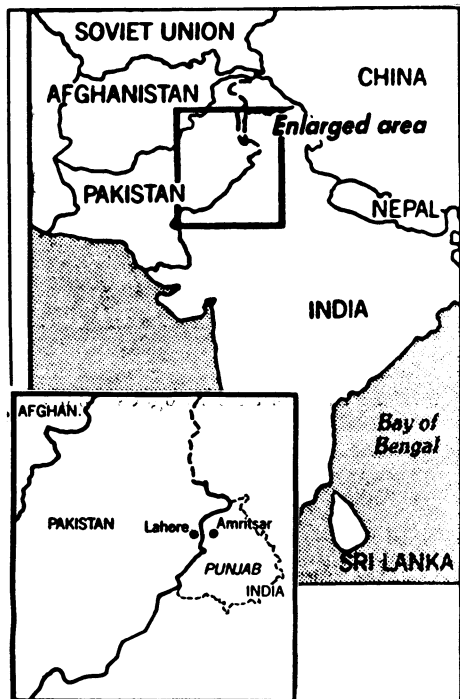 SOVIET UNION
AFGHANISTAN
CHINA
Enlarged area
PAKISTAN
NEPAL
INDIA
Bay of
Bengal
SRI LANKA
AFGHAN.
PAKISTAN
Lahore
Amritsar
PUNJAB
INDIA